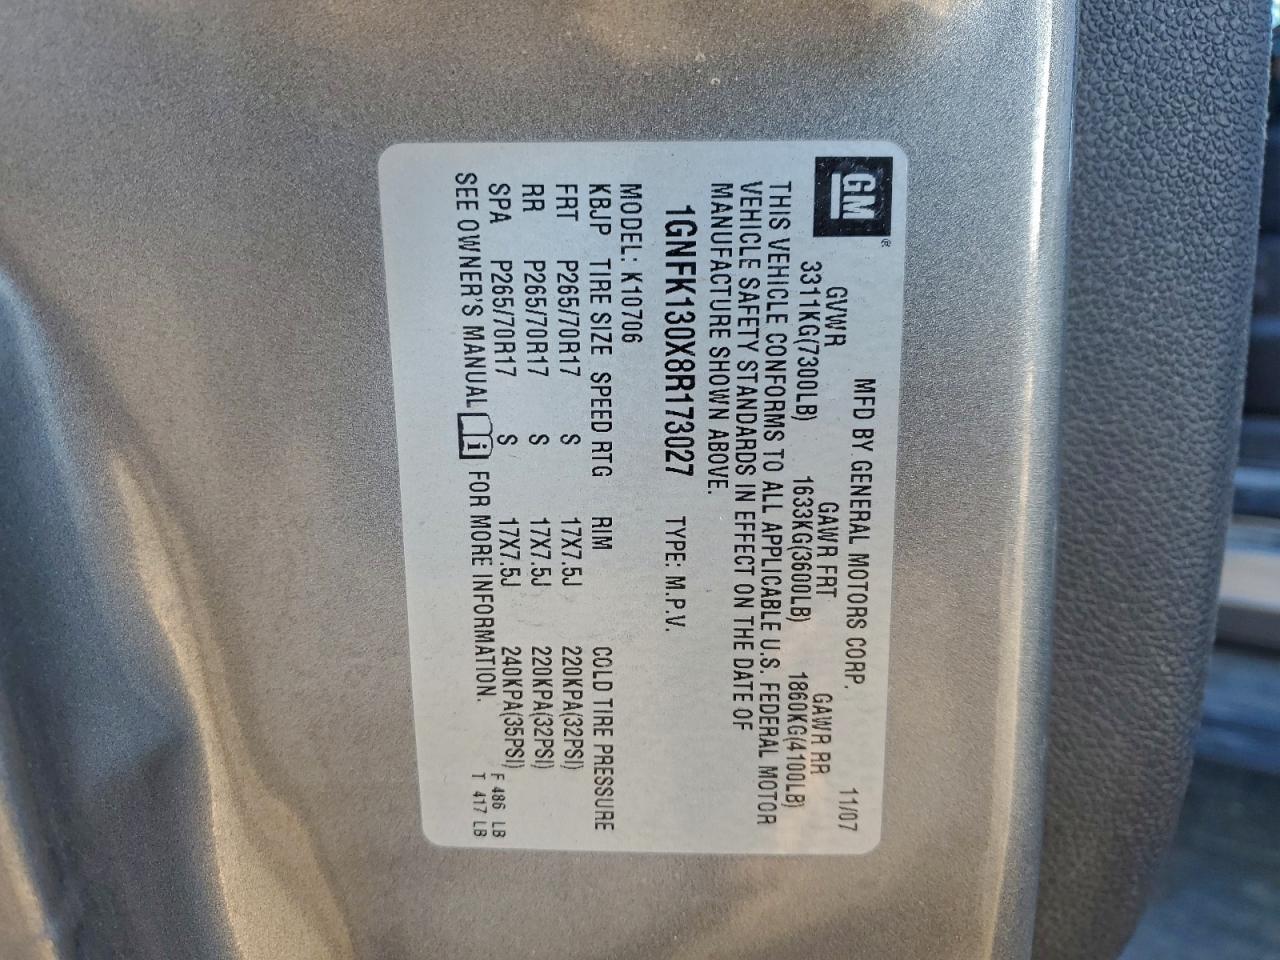 GM®
MFD BY GENERAL MOTORS CORP. 11/07
GVWR GAWR FRT GAWR RR
3311KG(7300LB) 1633KG(3600LB) 1860KG(4100LB)
THIS VEHICLE CONFORMS TO ALL APPLICABLE U.S. FEDERAL MOTOR
VEHICLE SAFETY STANDARDS IN EFFECT ON THE DATE OF
MANUFACTURE SHOWN ABOVE.
1GNFK130X8R173027 TYPE: M.P.V.
MODEL: K10706
KBJP TIRE SIZE SPEED RTG RIM COLD TIRE PRESSURE
FRT P265/70R17 S 17X7.5J 220KPA(32PSI)
RR P265/70R17 S 17X7.5J 220KPA(32PSI)
SPA P265/70R17 S 17X7.5J 240KPA(35PSI) F 486 LB
SEE OWNER'S MANUAL i FOR MORE INFORMATION. T 417 LB